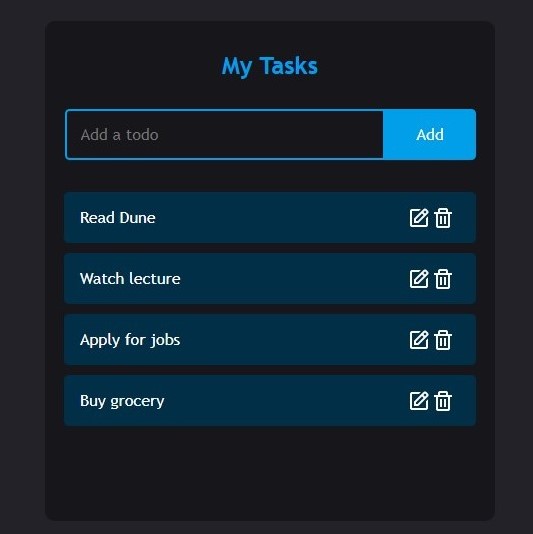 My Tasks
Add a todo
Add
Read Dune
Watch lecture
Apply for jobs
Buy grocery